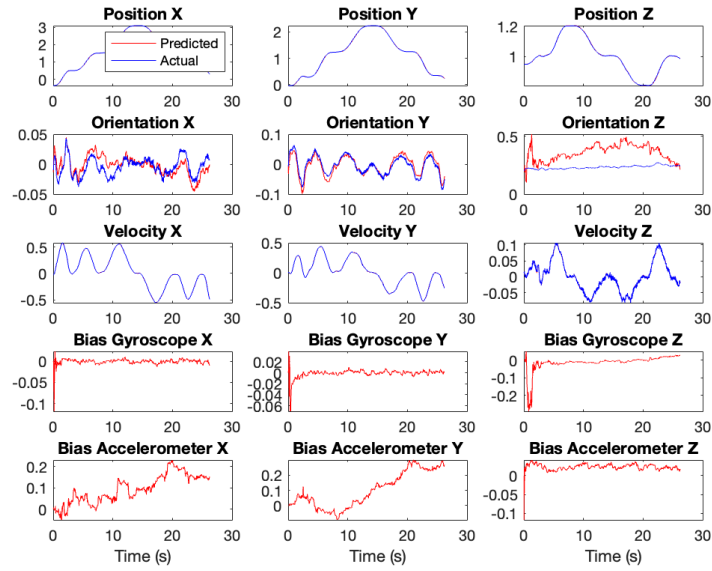 Position X
Position Y
Position Z
3
2
1
0
Predicted
Actual
0 10 20 30
2
1
0
0 10 20 30
1.2
1
0 10 20 30
Orientation X
Orientation Y
Orientation Z
0.05
0
-0.05
0 10 20 30
0.1
0
-0.1
0 10 20 30
0.5
0
0 10 20 30
Velocity X
Velocity Y
Velocity Z
0.5
0
-0.5
0 10 20 30
0.5
0
-0.5
0 10 20 30
0.1
0.05
0
-0.05
0 10 20 30
Bias Gyroscope X
Bias Gyroscope Y
Bias Gyroscope Z
0
-0.05
-0.1
0 10 20 30
0.02
0
-0.02
-0.04
-0.06
0 10 20 30
0
-0.1
-0.2
0 10 20 30
Bias Accelerometer X
Bias Accelerometer Y
Bias Accelerometer Z
0.2
0.1
0
0 10 20 30
Time (s)
0.2
0.1
0
0 10 20 30
Time (s)
0
-0.05
-0.1
0 10 20 30
Time (s)